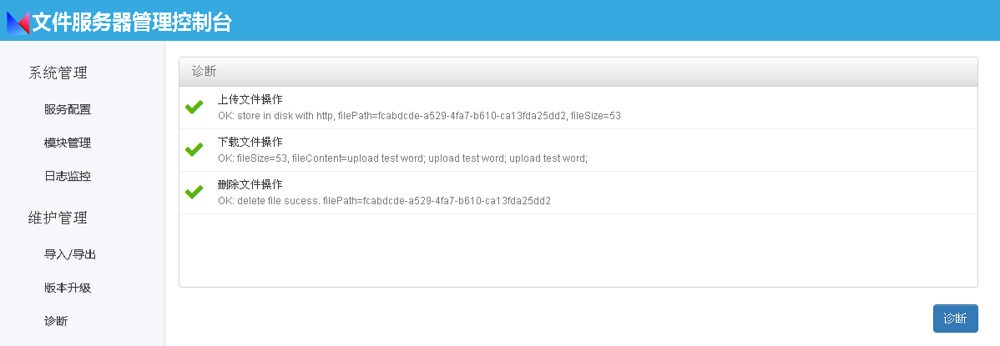 文件服务器管理控制台
系统管理
服务配置
模块管理
日志监控
维护管理
导入/导出
版本升级
诊断
诊断
上传文件操作
OK: store in disk with http, filePath=fcabdcde-a529-4fa7-b610-ca13fda25dd2, fileSize=53
下载文件操作
OK: fileSize=53, fileContent=upload test word; upload test word; upload test word;
删除文件操作
OK: delete file sucess. filePath=fcabdcde-a529-4fa7-b610-ca13fda25dd2
诊断